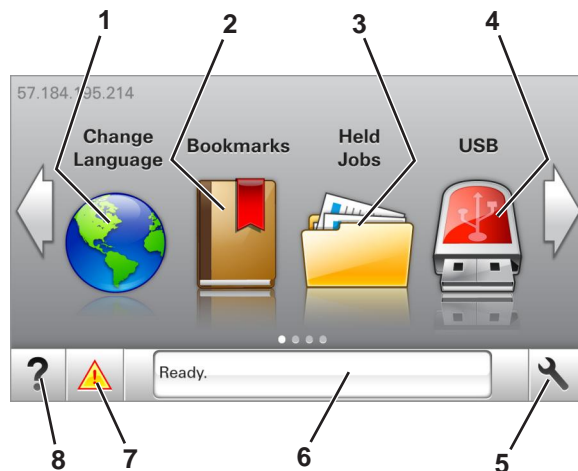 1 2 3 4
57.184.195.214
Change Language
Bookmarks
Held Jobs
USB
? Ready.
8 7 6 5